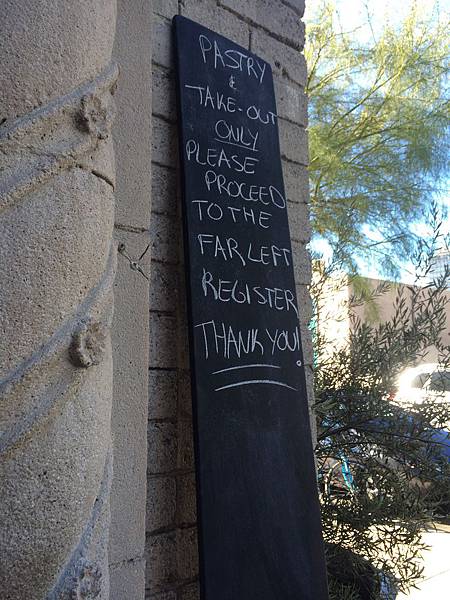 PASTRY
&
TAKE-OUT
ONLY
PLEASE
PROCEED
TO THE
FAR LEFT
REGISTER
THANK YOU!